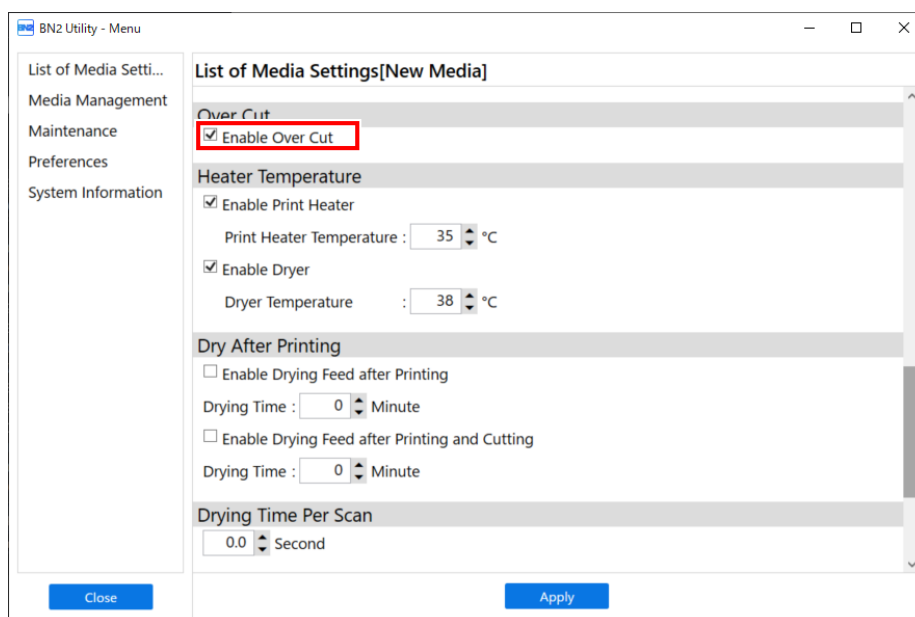 BN2 BN2 Utility - Menu
List of Media Setti...
Media Management
Maintenance
Preferences
System Information
List of Media Settings[New Media]
Over Cut
Enable Over Cut
Heater Temperature
Enable Print Heater
Print Heater Temperature : 35 °C
Enable Dryer
Dryer Temperature : 38 °C
Dry After Printing
Enable Drying Feed after Printing
Drying Time : 0 Minute
Enable Drying Feed after Printing and Cutting
Drying Time : 0 Minute
Drying Time Per Scan
0.0 Second
Close
Apply